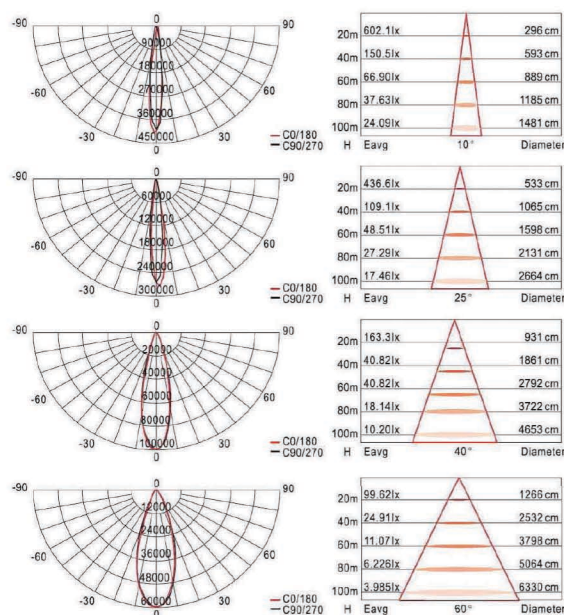 0
-90
90
90000
180000
270000
360000
450000
-60
60
-30
30
0
C0/180
C90/270
20m 602.1lx 296 cm
40m 150.5lx 593 cm
60m 66.90lx 889 cm
80m 37.63lx 1185 cm
100m 24.09lx 1481 cm
H Eavg 10° Diameter
0
-90
90
60000
120000
180000
240000
300000
-60
60
-30
30
0
C0/180
C90/270
20m 436.6lx 533 cm
40m 109.1lx 1065 cm
60m 48.51lx 1598 cm
80m 27.29lx 2131 cm
100m 17.46lx 2664 cm
H Eavg 25° Diameter
0
-90
90
20000
40000
60000
80000
100000
-60
60
-30
30
0
C0/180
C90/270
20m 163.3lx 931 cm
40m 40.82lx 1861 cm
60m 40.82lx 2792 cm
80m 18.14lx 3722 cm
100m 10.20lx 4653 cm
H Eavg 40° Diameter
0
-90
90
12000
24000
36000
48000
60000
-60
60
-30
30
0
C0/180
C90/270
20m 99.62lx 1266 cm
40m 24.91lx 2532 cm
60m 11.07lx 3798 cm
80m 6.226lx 5064 cm
100m 3.985lx 6330 cm
H Eavg 60° Diameter